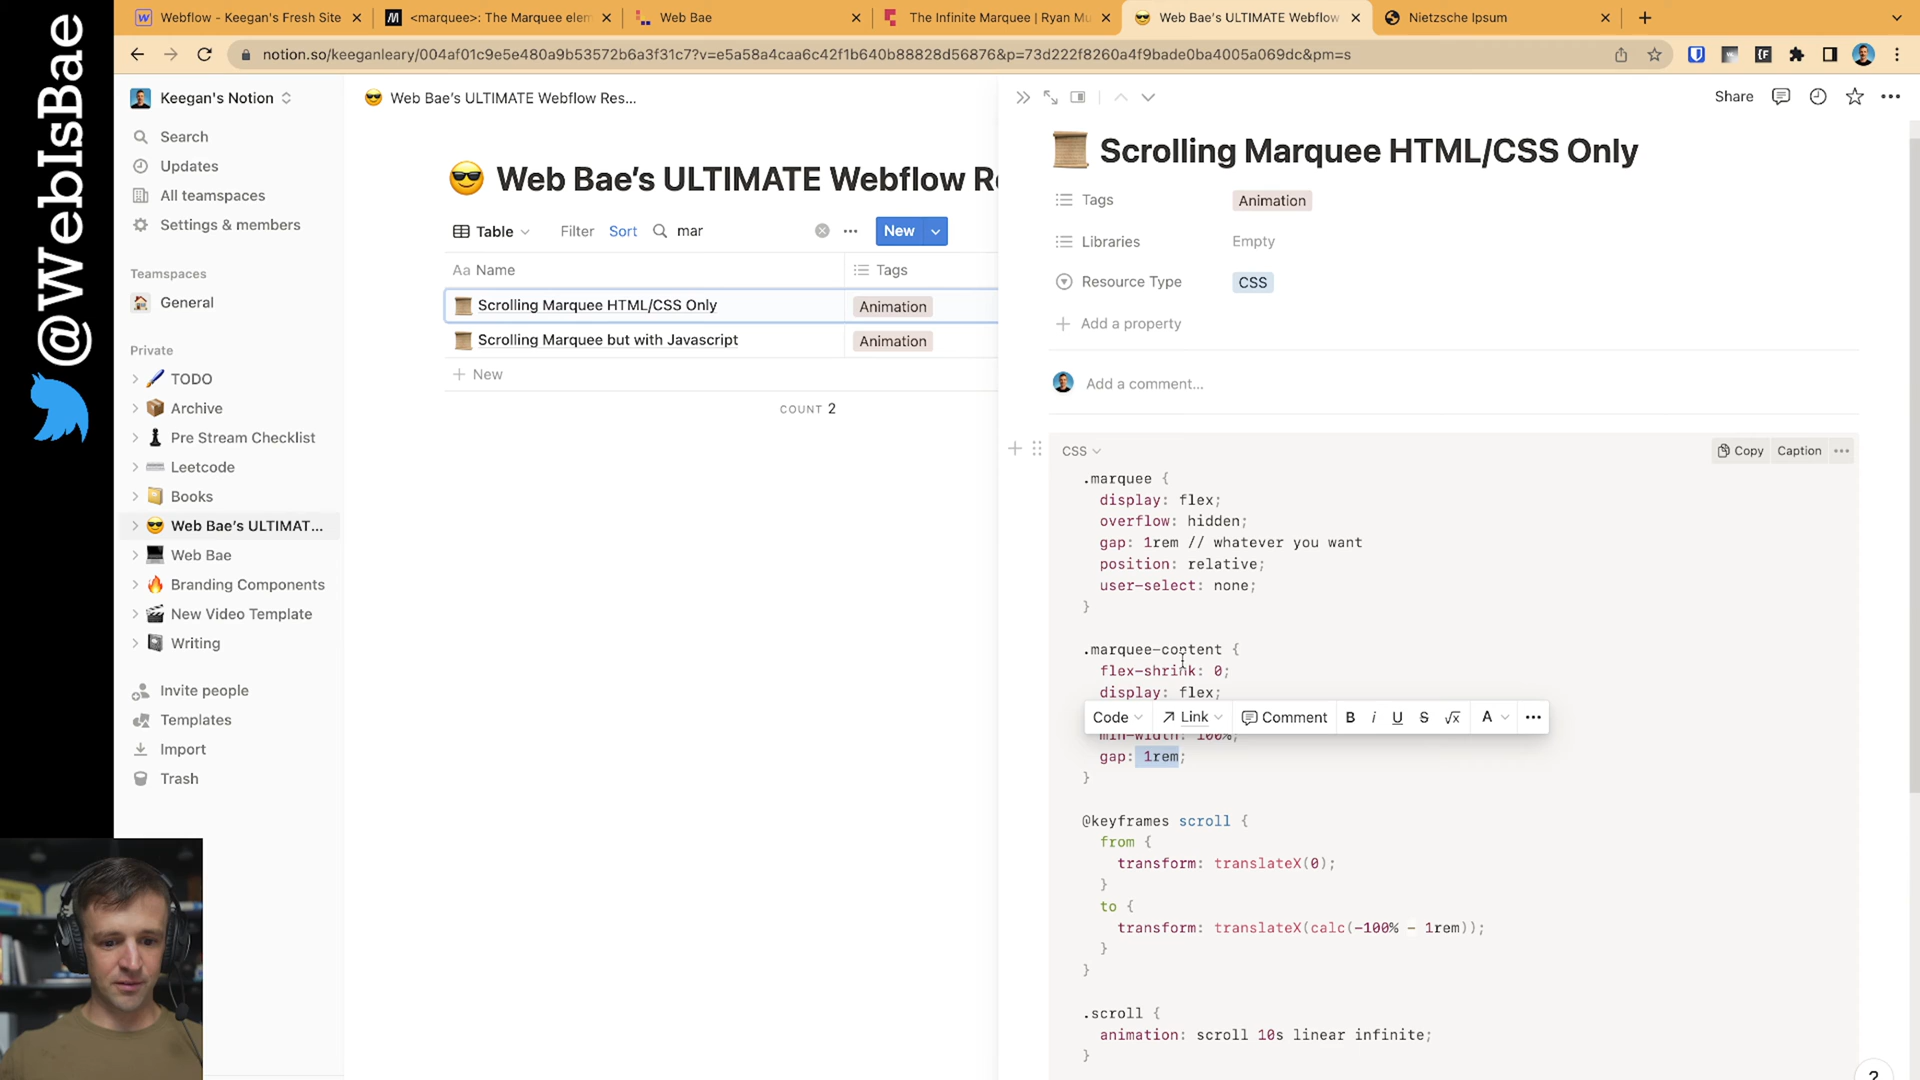 @WebIsBae
Webflow - Keegan's Fresh Site
<marquee>: The Marquee elem
Web Bae
The Infinite Marquee | Ryan Mu
Web Bae's ULTIMATE Webflow
Nietzsche Ipsum
notion.so/keeganleary/004af01c9e5e480a9b53572b6a3f31c7?v=e5a58a4caa6c42f1b640b88828d56876&p=73d222f8260a4f9bade0ba4005a069dc&pm=s
Keegan's Notion
Search
Updates
All teamspaces
Settings & members
Teamspaces
General
Private
TODO
Archive
Pre Stream Checklist
Leetcode
Books
Web Bae's ULTIMAT...
Web Bae
Branding Components
New Video Template
Writing
Invite people
Templates
Import
Trash
Web Bae's ULTIMATE Webflow Res...
Web Bae's ULTIMATE Webflow Re
Table
Filter
Sort
mar
New
Aa Name
Tags
Scrolling Marquee HTML/CSS Only
Animation
Scrolling Marquee but with Javascript
Animation
New
COUNT 2
Share
Scrolling Marquee HTML/CSS Only
Tags
Animation
Libraries
Empty
Resource Type
CSS
Add a property
Add a comment...
CSS
Copy
Caption
.marquee {
display: flex;
overflow: hidden;
gap: 1rem // whatever you want
position: relative;
user-select: none;
}
.marquee-content {
flex-shrink: 0;
display: flex;
Code
Link
Comment
B
i
U
S
√x
A
min-width: 100%;
gap: 1rem;
}
@keyframes scroll {
from {
transform: translateX(0);
}
to {
transform: translateX(calc(-100% - 1rem));
}
}
.scroll {
animation: scroll 10s linear infinite;
}
?